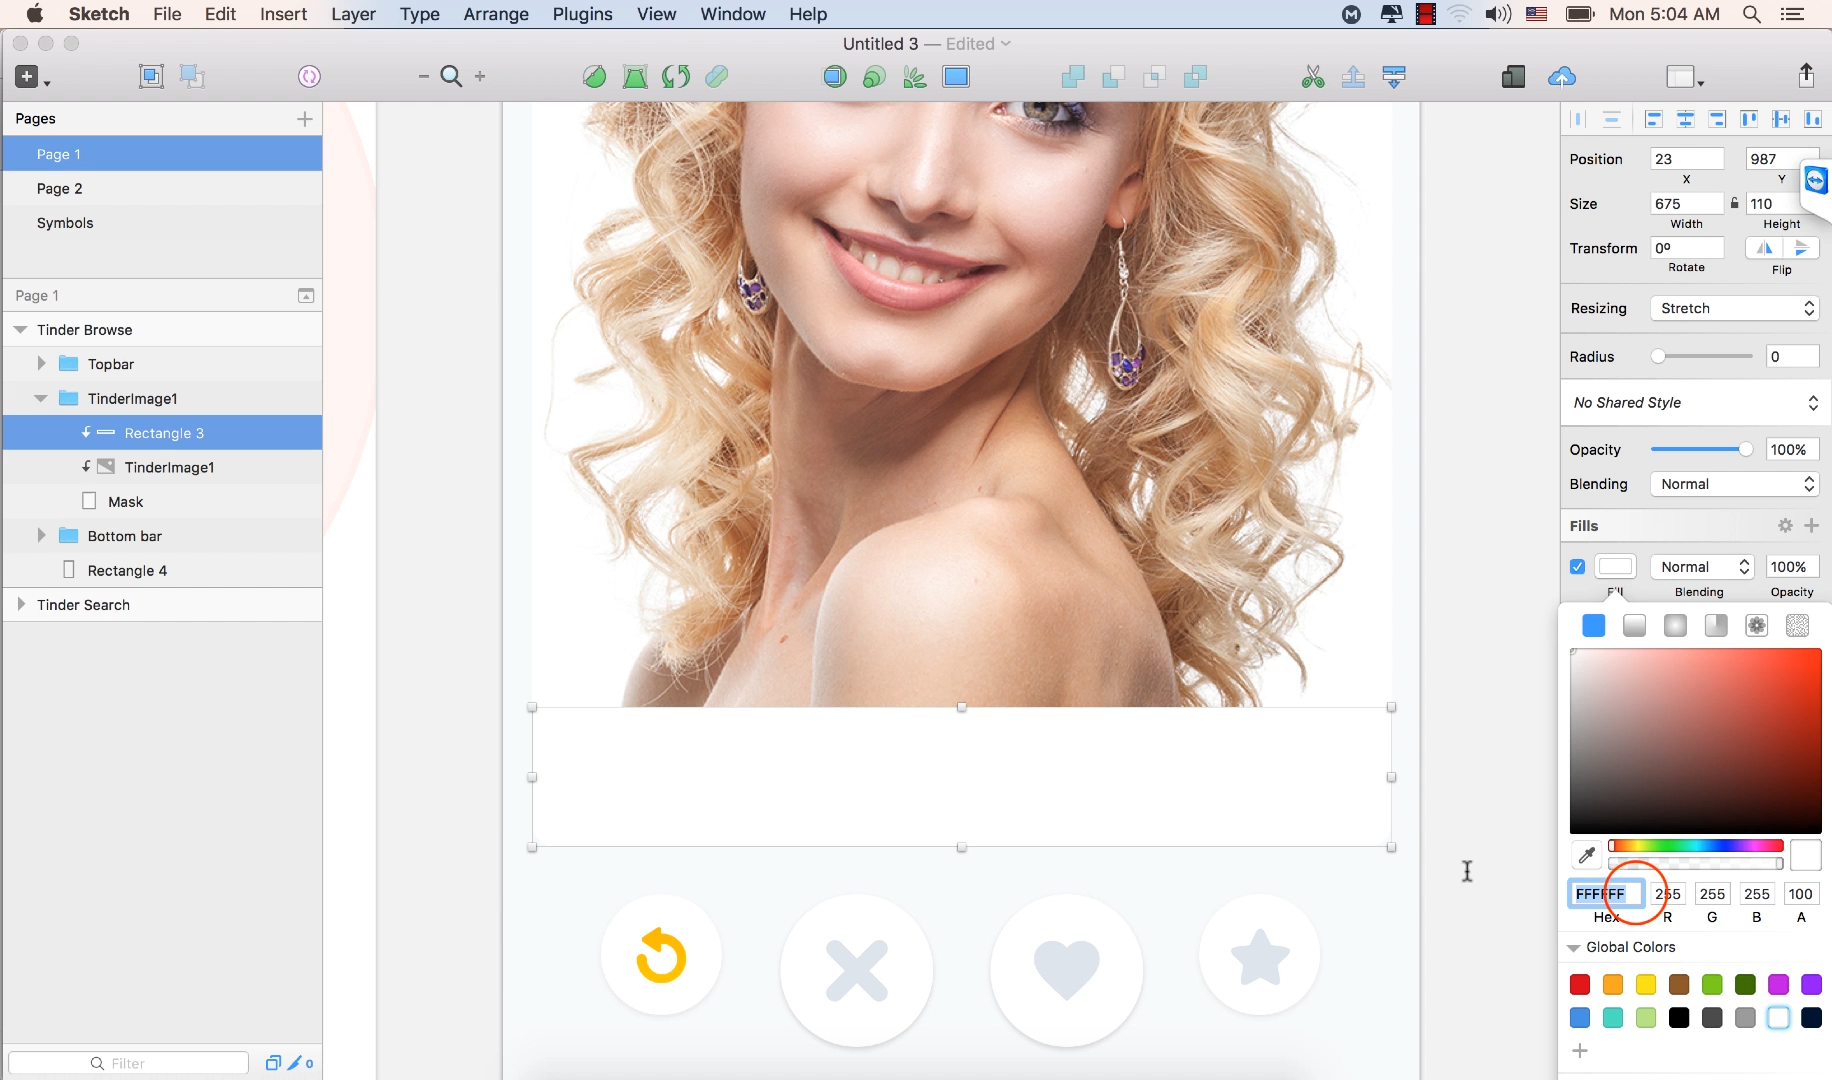 Sketch File Edit Insert Layer Type Arrange Plugins View Window Help Mon 5:04 AM
Untitled 3 — Edited
Pages
Page 1
Page 2
Symbols
Page 1
Tinder Browse
Topbar
TinderImage1
Rectangle 3
TinderImage1
Mask
Bottom bar
Rectangle 4
Tinder Search
Filter
0
Position 23 987
X Y
Size 675 110
Width Height
Transform 0º
Rotate Flip
Resizing Stretch
Radius 0
No Shared Style
Opacity 100%
Blending Normal
Fills
Normal 100%
Fill Blending Opacity
FFFFFF 255 255 255 100
Hex R G B A
Global Colors